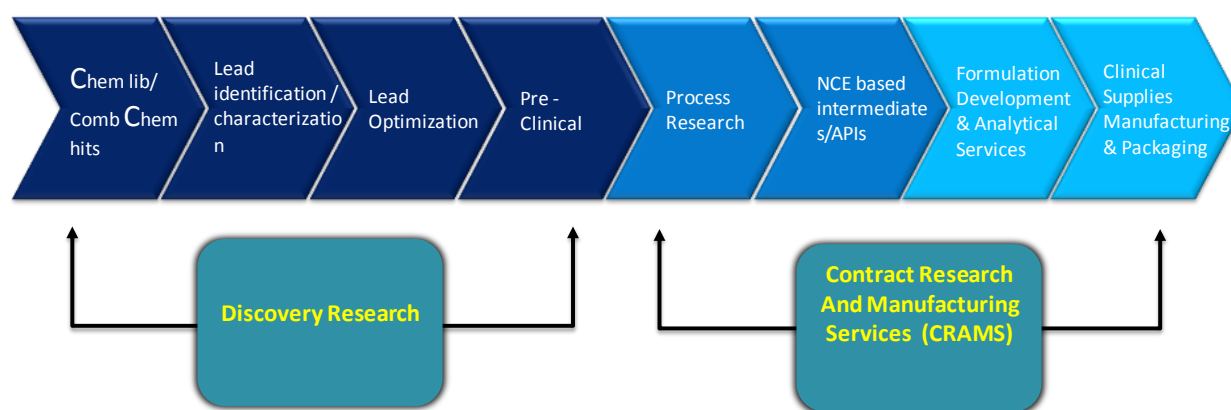 Chem lib/
Comb Chem
hits
Lead
identification /
characterizatio
n
Lead
Optimization
Pre -
Clinical
Process
Research
NCE based
intermediate
s/APIs
Formulation
Development
& Analytical
Services
Clinical
Supplies
Manufacturing
& Packaging
Discovery Research
Contract Research
And Manufacturing
Services (CRAMS)